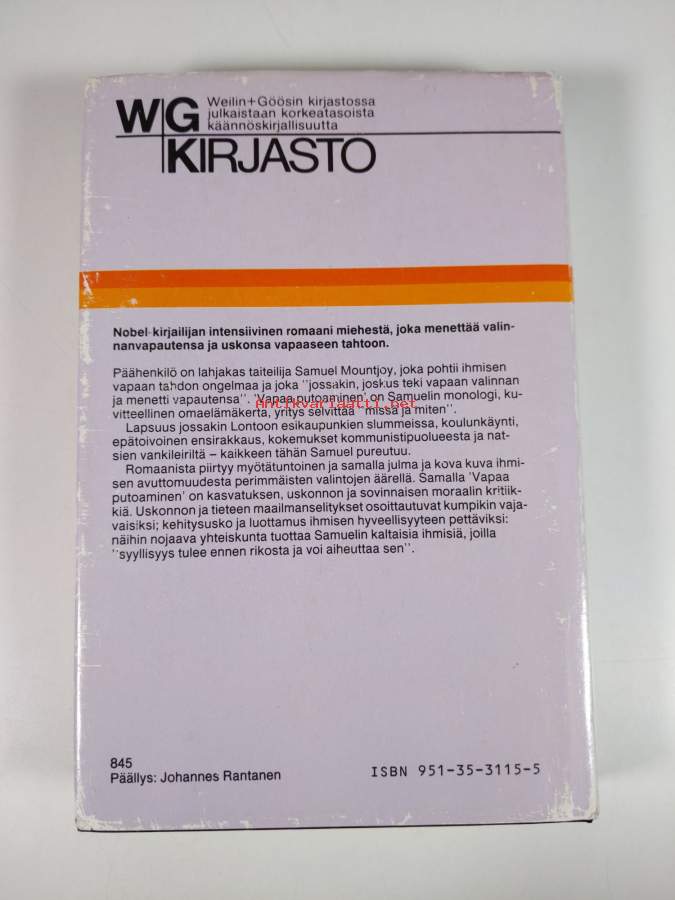 Weilin+Göösin kirjastossa
julkaistaan korkeatasoista
käännöskirjallisuutta
WG
KIRJASTO
Nobel-kirjailijan intensiivinen romaani miehestä, joka menettää valin-
nanvapautensa ja uskonsa vapaaseen tahtoon.
Päähenkilö on lahjakas taiteilija Samuel Mountjoy, joka pohtii ihmisen
vapaan tahdon ongelmaa ja joka "jossakin, joskus teki vapaan valinnan
ja menetti vapautensa". 'Vapaa putoaminen' on Samuelin monologi, ku-
vitteellinen omaelämäkerta, yritys selvittää "missä ja miten".
Antikvariaatti.net
Lapsuus jossakin Lontoon esikaupunkien slummeissa, koulunkäynti,
epätoivoinen ensirakkaus, kokemukset kommunistipuolueesta ja nat-
sien vankileiriltä – kaikkeen tähän Samuel pureutuu.
Romaanista piirtyy myötätuntoinen ja samalla julma ja kova kuva ihmi-
sen avuttomuudesta perimmäisten valintojen äärellä. Samalla 'Vapaa
putoaminen' on kasvatuksen, uskonnon ja sovinnaisen moraalin kritiik-
kiä. Uskonnon ja tieteen maailmanselitykset osoittautuvat kumpikin vaja-
vaisiksi; kehitysusko ja luottamus ihmisen hyveellisyyteen pettäviksi:
näihin nojaava yhteiskunta tuottaa Samuelin kaltaisia ihmisiä, joilla
"syyllisyys tulee ennen rikosta ja voi aiheuttaa sen".
845
Päällys: Johannes Rantanen
ISBN 951-35-3115-5